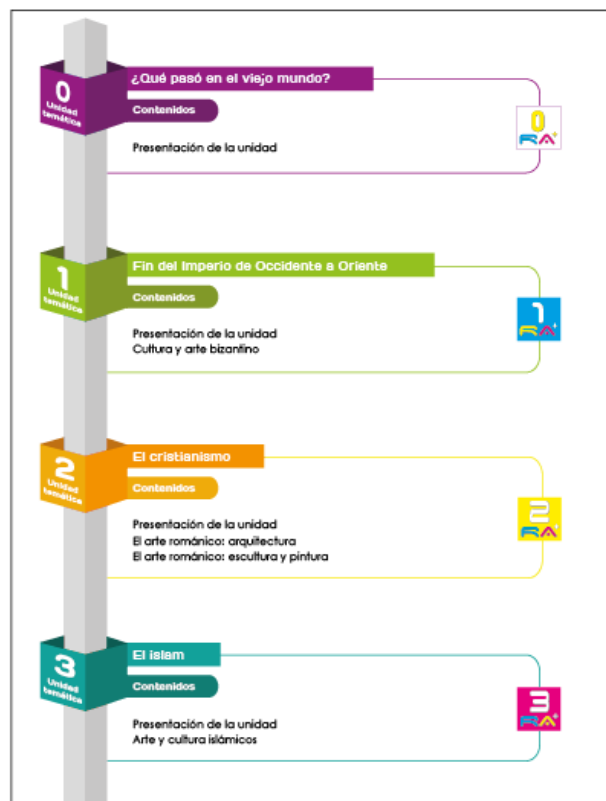 0
Unidad
temática
¿Qué pasó en el viejo mundo?
Contenidos
Presentación de la unidad
0
RA+
1
Unidad
temática
Fin del Imperio de Occidente a Oriente
Contenidos
Presentación de la unidad
Cultura y arte bizantino
1
RA+
2
Unidad
temática
El cristianismo
Contenidos
Presentación de la unidad
El arte románico: arquitectura
El arte románico: escultura y pintura
2
RA+
3
Unidad
temática
El islam
Contenidos
Presentación de la unidad
Arte y cultura islámicos
3
RA+